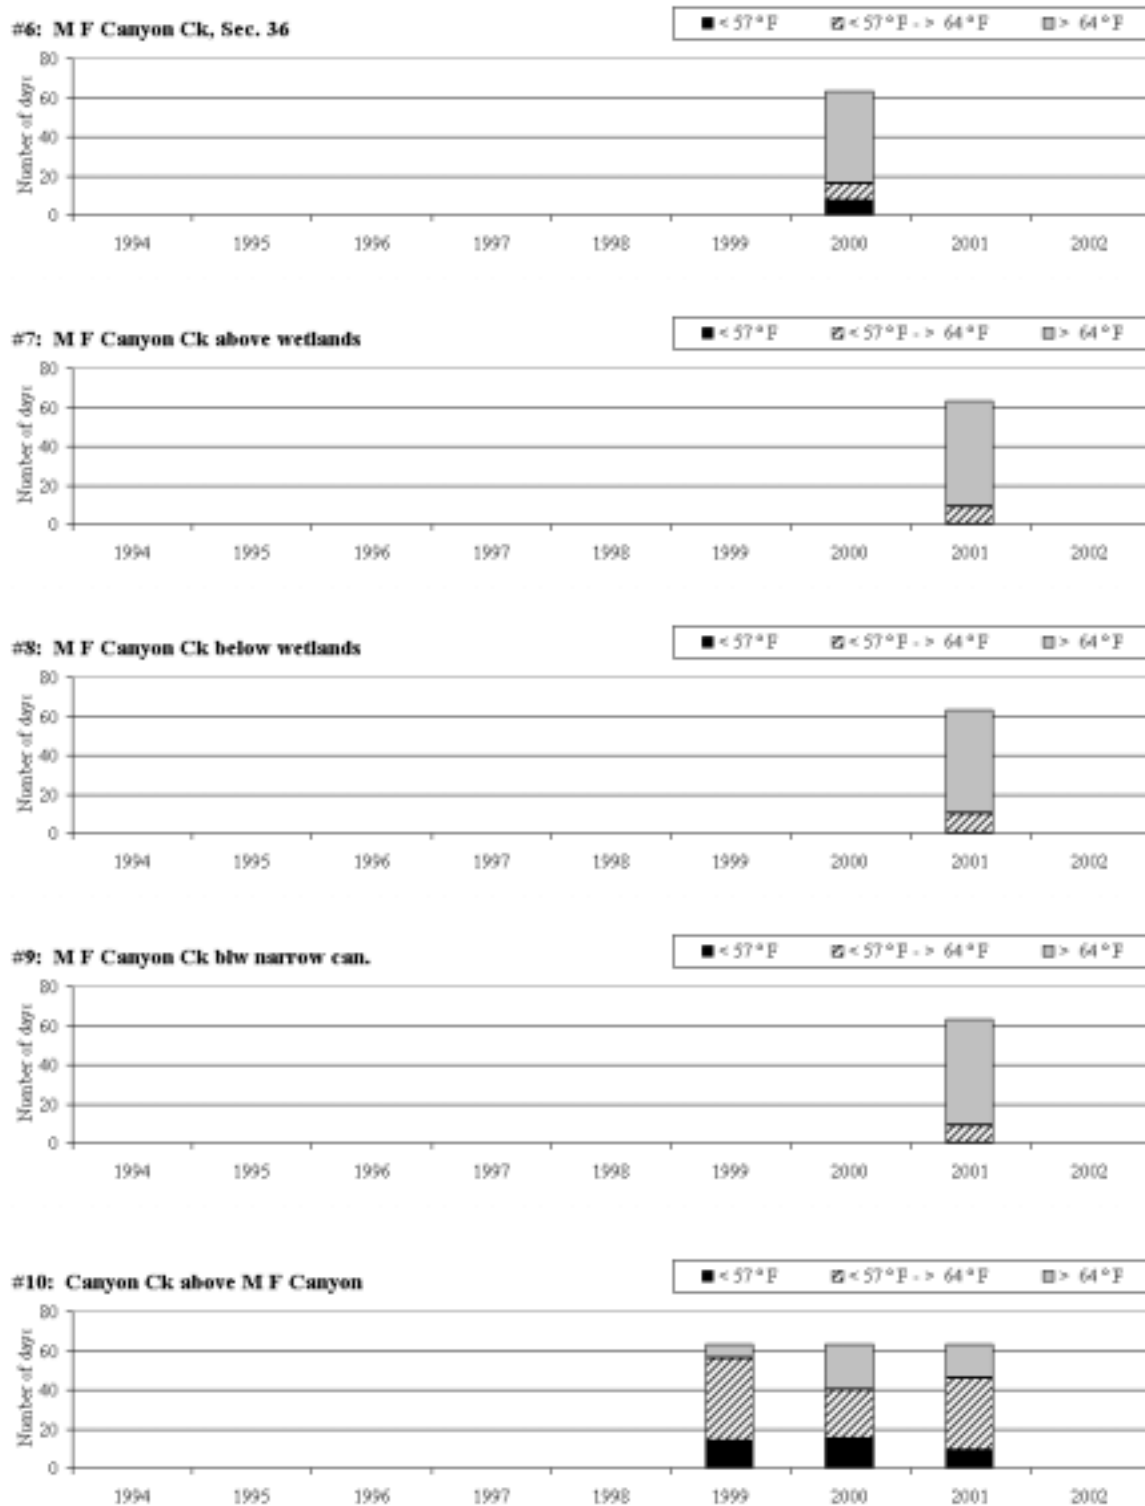 #6: M F Canyon Ck, Sec. 36
< 57 ° F < 57 ° F - > 64 ° F > 64 ° F
Number of days
80
60
40
20
0
1994 1995 1996 1997 1998 1999 2000 2001 2002
#7: M F Canyon Ck above wetlands
< 57 ° F < 57 ° F - > 64 ° F > 64 ° F
Number of days
80
60
40
20
0
1994 1995 1996 1997 1998 1999 2000 2001 2002
#8: M F Canyon Ck below wetlands
< 57 ° F < 57 ° F - > 64 ° F > 64 ° F
Number of days
80
60
40
20
0
1994 1995 1996 1997 1998 1999 2000 2001 2002
#9: M F Canyon Ck blw narrow can.
< 57 ° F < 57 ° F - > 64 ° F > 64 ° F
Number of days
80
60
40
20
0
1994 1995 1996 1997 1998 1999 2000 2001 2002
#10: Canyon Ck above M F Canyon
< 57 ° F < 57 ° F - > 64 ° F > 64 ° F
Number of days
80
60
40
20
0
1994 1995 1996 1997 1998 1999 2000 2001 2002